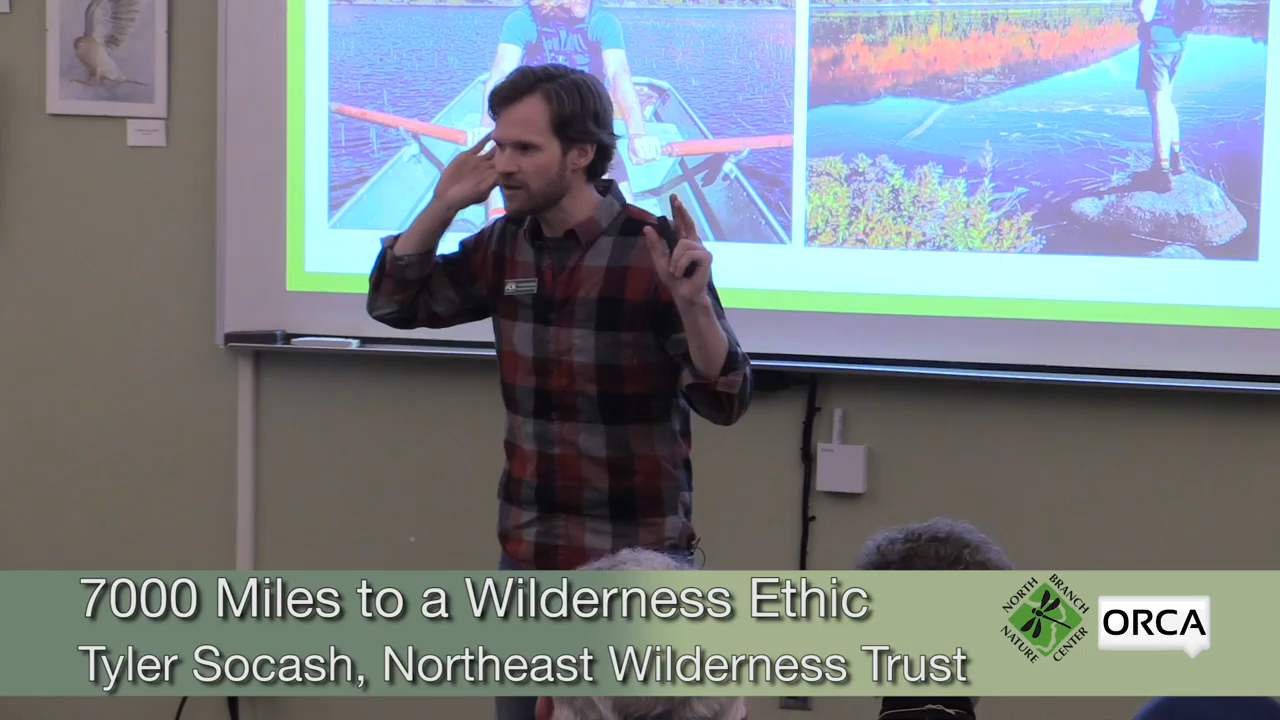 7000 Miles to a Wilderness Ethic
Tyler Socash, Northeast Wilderness Trust
NORTH BRANCH
NATURE CENTER
ORCA